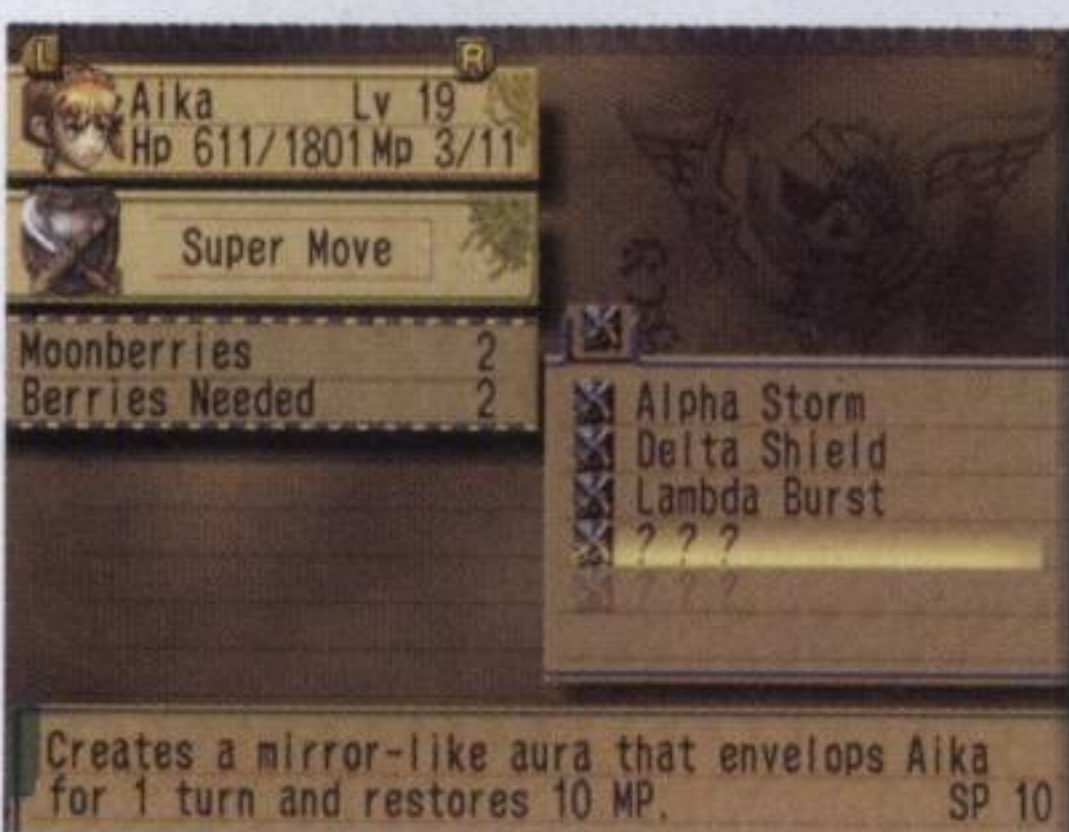 L
R
Aika Lv 19
Hp 611/1801 Mp 3/11
Super Move
Moonberries 2
Berries Needed 2
Alpha Storm
Delta Shield
Lambda Burst
? ? ?
? ? ?
Creates a mirror-like aura that envelops Aika
for 1 turn and restores 10 MP. SP 10